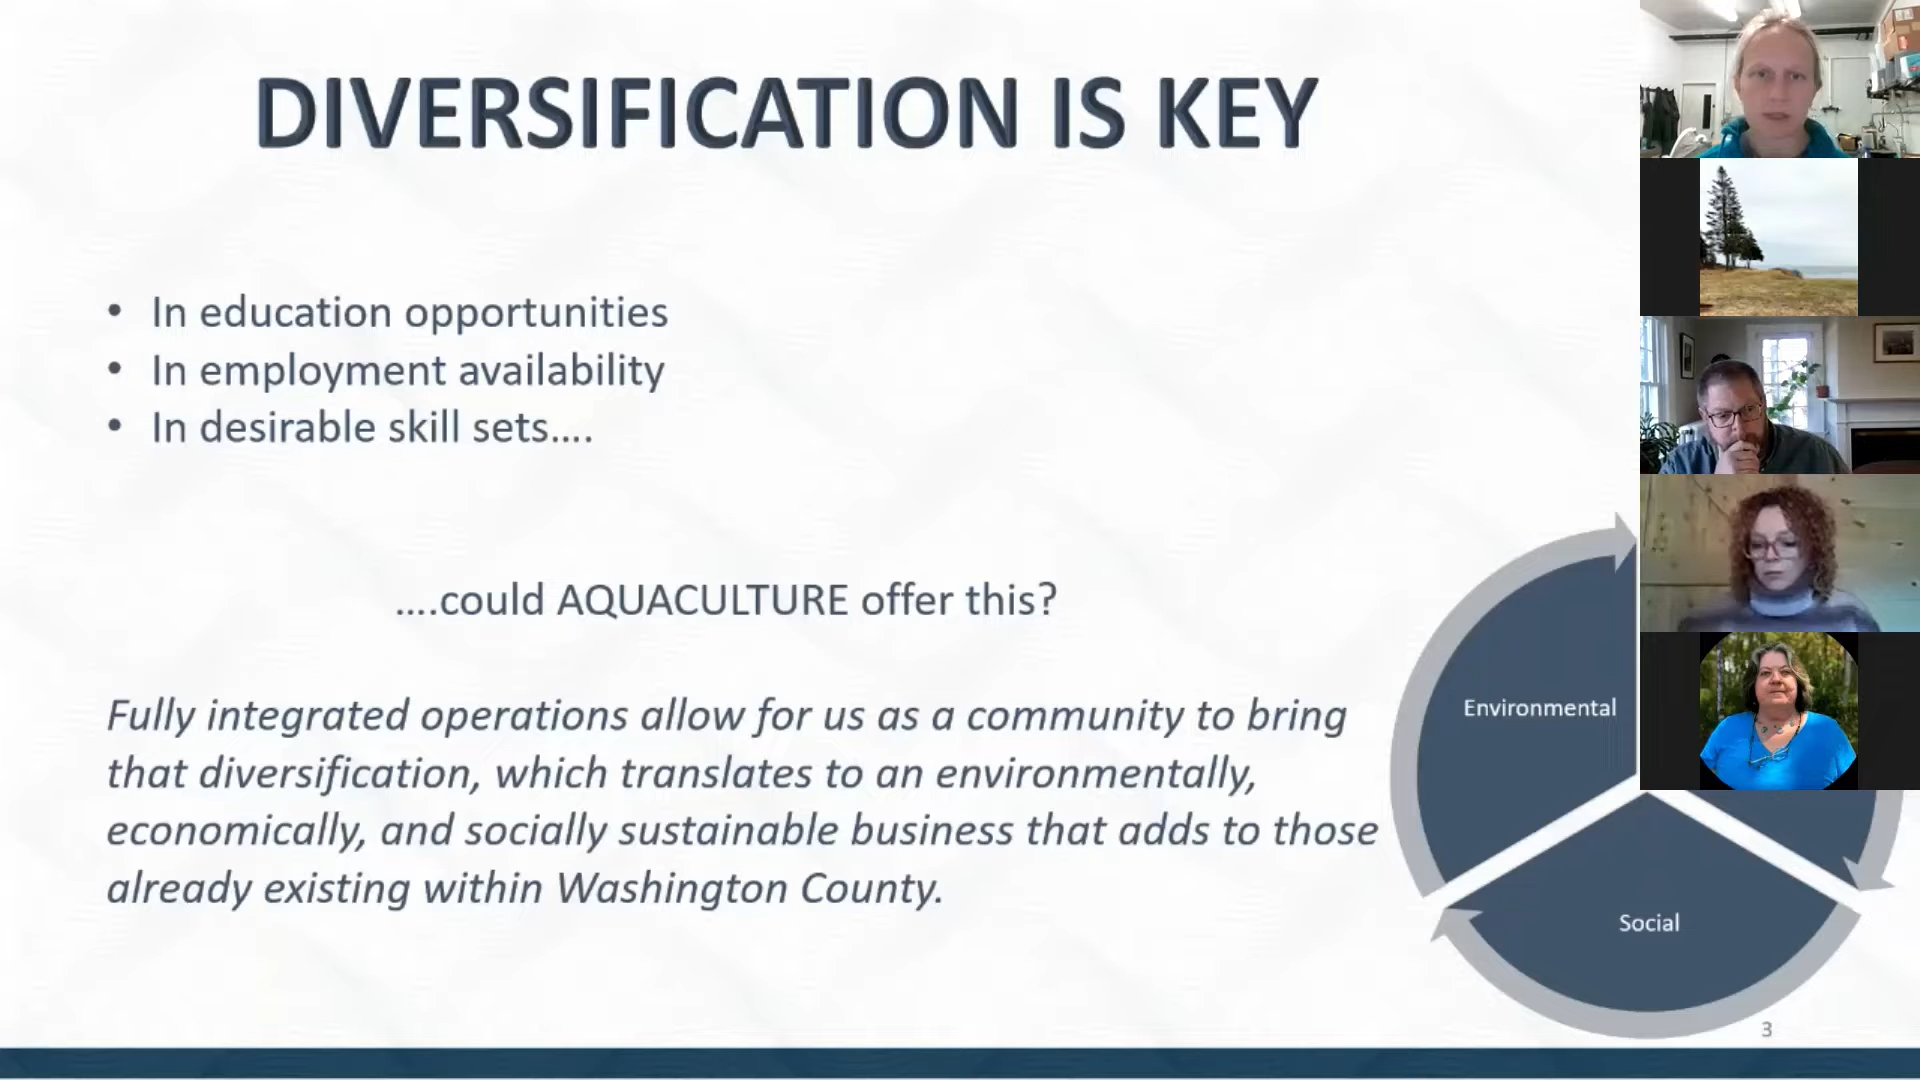 DIVERSIFICATION IS KEY
• In education opportunities
• In employment availability
• In desirable skill sets....
....could AQUACULTURE offer this?
Fully integrated operations allow for us as a community to bring
that diversification, which translates to an environmentally,
economically, and socially sustainable business that adds to those
already existing within Washington County.
Environmental
Social
3